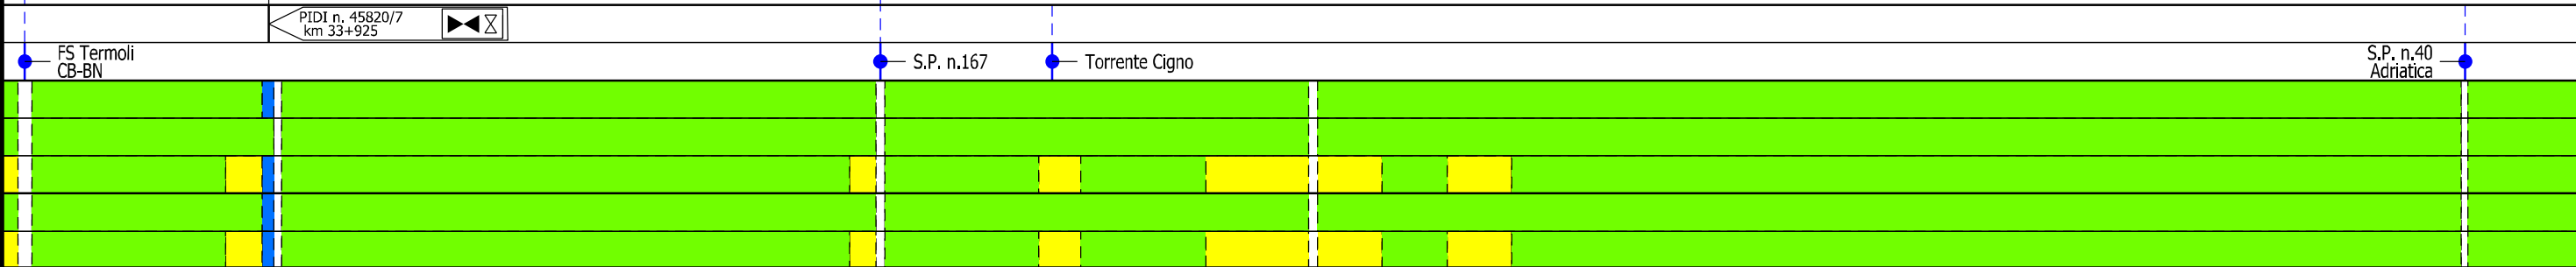 PIDI n. 45820/7
km 33+925
FS Termoli
CB-BN
S.P. n.167
Torrente Cigno
S.P. n.40
Adriatica